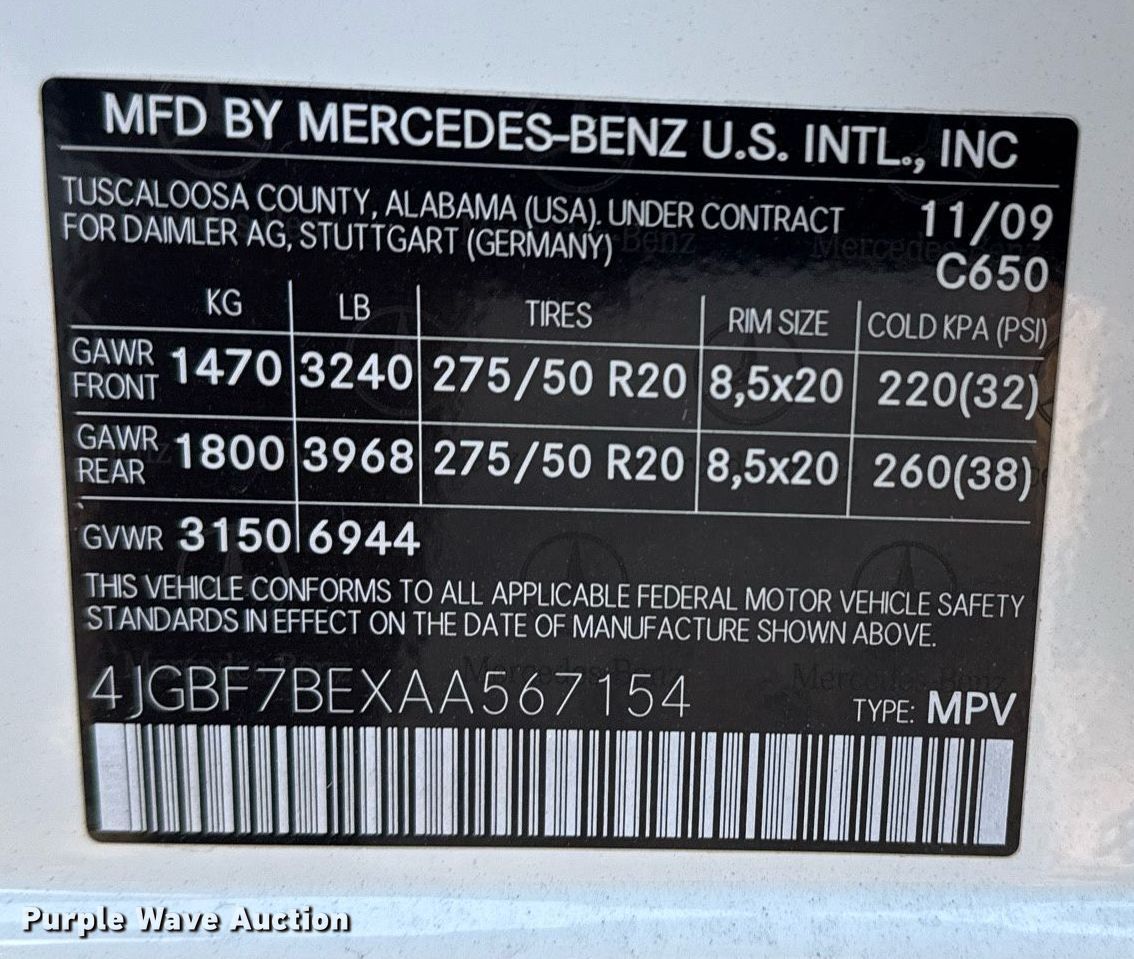 MFD BY MERCEDES-BENZ U.S. INTL., INC
TUSCALOOSA COUNTY, ALABAMA (USA). UNDER CONTRACT 11/09
FOR DAIMLER AG, STUTTGART (GERMANY)
C650
KG LB TIRES RIM SIZE COLD KPA (PSI)
GAWR FRONT 1470 3240 275/50 R20 8,5x20 220(32)
GAWR REAR 1800 3968 275/50 R20 8,5x20 260(38)
GVWR 3150 6944
THIS VEHICLE CONFORMS TO ALL APPLICABLE FEDERAL MOTOR VEHICLE SAFETY
STANDARDS IN EFFECT ON THE DATE OF MANUFACTURE SHOWN ABOVE.
4JGBF7BEXAA567154
TYPE: MPV
Purple Wave Auction